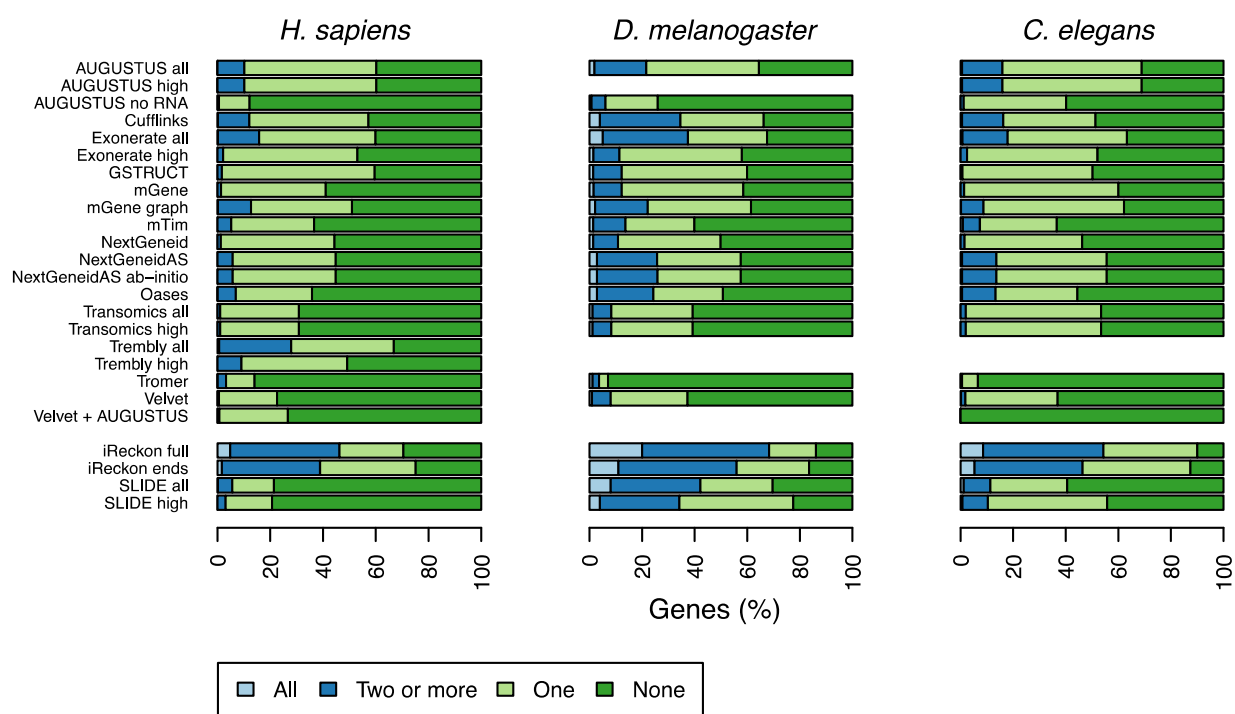 H. sapiens D. melanogaster C. elegans
AUGUSTUS all
AUGUSTUS high
AUGUSTUS no RNA
Cufflinks
Exonerate all
Exonerate high
GSTRUCT
mGene
mGene graph
mTim
NextGeneid
NextGeneidAS
NextGeneidAS ab−initio
Oases
Transomics all
Transomics high
Trembly all
Trembly high
Tromer
Velvet
Velvet + AUGUSTUS
iReckon full
iReckon ends
SLIDE all
SLIDE high
0 20 40 60 80 100 0 20 40 60 80 100 0 20 40 60 80 100
Genes (%)
All Two or more One None